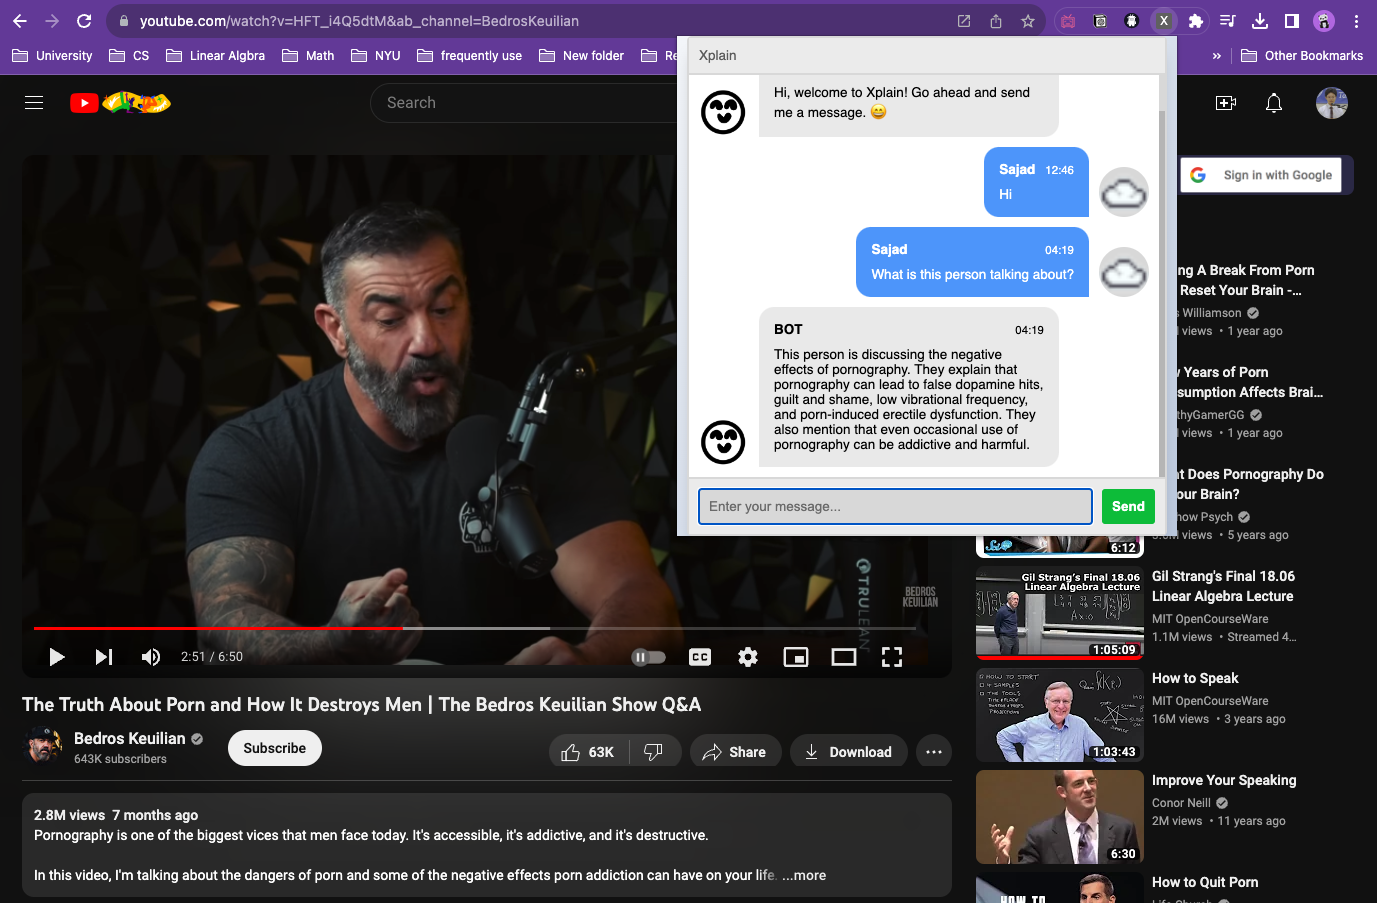 youtube.com/watch?v=HFT_i4Q5dtM&ab_channel=BedrosKeuilian
X
University
CS
Linear Algbra
Math
NYU
frequently use
New folder
Re
»
Other Bookmarks
Search
Xplain
Hi, welcome to Xplain! Go ahead and send
me a message. 😄
Sajad 12:46
Hi
Sajad 04:19
What is this person talking about?
BOT 04:19
This person is discussing the negative
effects of pornography. They explain that
pornography can lead to false dopamine hits,
guilt and shame, low vibrational frequency,
and porn-induced erectile dysfunction. They
also mention that even occasional use of
pornography can be addictive and harmful.
Enter your message...
Send
Sign in with Google
ng A Break From Porn
Reset Your Brain -...
Williamson
views • 1 year ago
Years of Porn
sumption Affects Brai...
thyGamerGG
views • 1 year ago
t Does Pornography Do
our Brain?
how Psych
views • 5 years ago
6:12
TRULEAN
BEDROS
KEUILIAN
2:51 / 6:50
CC
The Truth About Porn and How It Destroys Men | The Bedros Keuilian Show Q&A
Bedros Keuilian
643K subscribers
Subscribe
63K
Share
Download
2.8M views 7 months ago
Pornography is one of the biggest vices that men face today. It's accessible, it's addictive, and it's destructive.
In this video, I'm talking about the dangers of porn and some of the negative effects porn addiction can have on your life. ...more
Gil Strang's Final 18.06
Linear Algebra Lecture
1:05:09
Gil Strang's Final 18.06
Linear Algebra Lecture
MIT OpenCourseWare
1.1M views • Streamed 4...
HOW TO START
4 SAMPLES
THE TOOLS
1:03:43
How to Speak
MIT OpenCourseWare
16M views • 3 years ago
6:30
Improve Your Speaking
Conor Neill
2M views • 11 years ago
HOW TO
How to Quit Porn